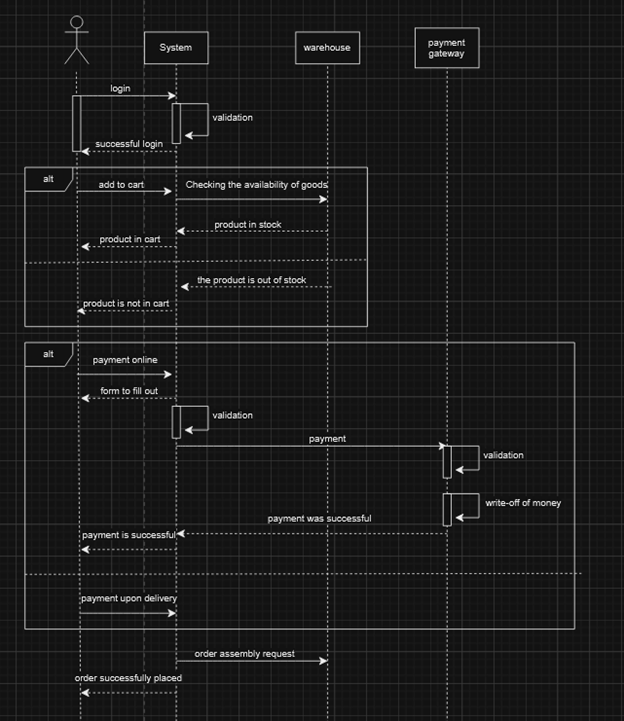 System
warehouse
payment
gateway
login
validation
successful login
alt
add to cart
Checking the availability of goods
product in stock
product in cart
the product is out of stock
product is not in cart
alt
payment online
form to fill out
validation
payment
validation
write-off of money
payment was successful
payment is successful
payment upon delivery
order assembly request
order successfully placed